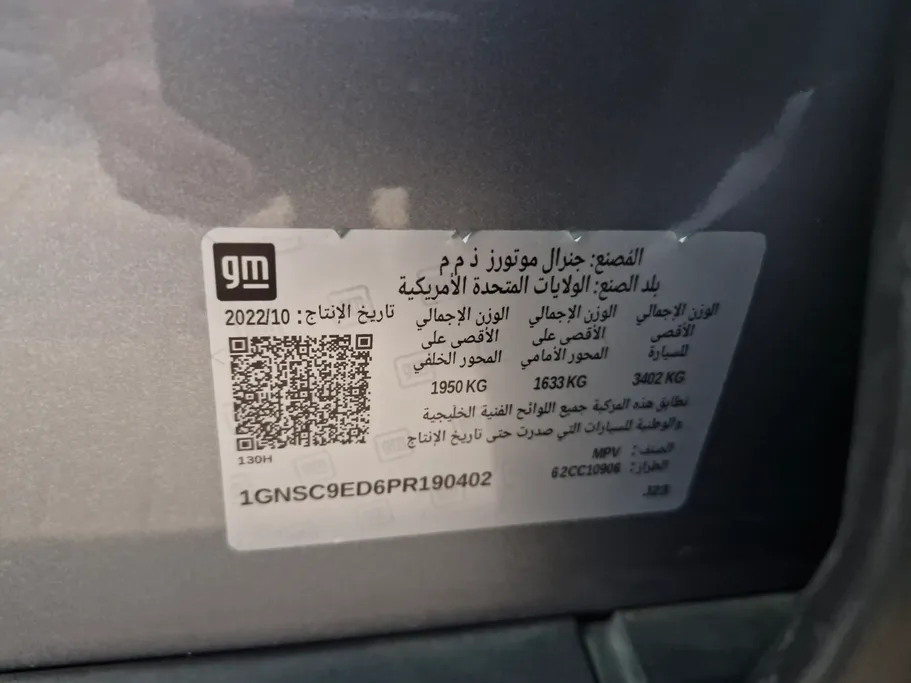 gm
المُصنع: جنرال موتورز ذ م م
بلد الصنع: الولايات المتحدة الأمريكية
تاريخ الإنتاج: 2022/10
الوزن الإجمالي الأقصى للسيارة
3402 KG
الوزن الإجمالي الأقصى على المحور الأمامي
1633 KG
الوزن الإجمالي الأقصى على المحور الخلفي
1950 KG
تطابق هذه المركبة جميع اللوائح الفنية الخليجية
والوطنية للسيارات التي صدرت حتى تاريخ الإنتاج
الصنف: MPV
الطراز: 62CC10906
130H
1GNSC9ED6PR190402